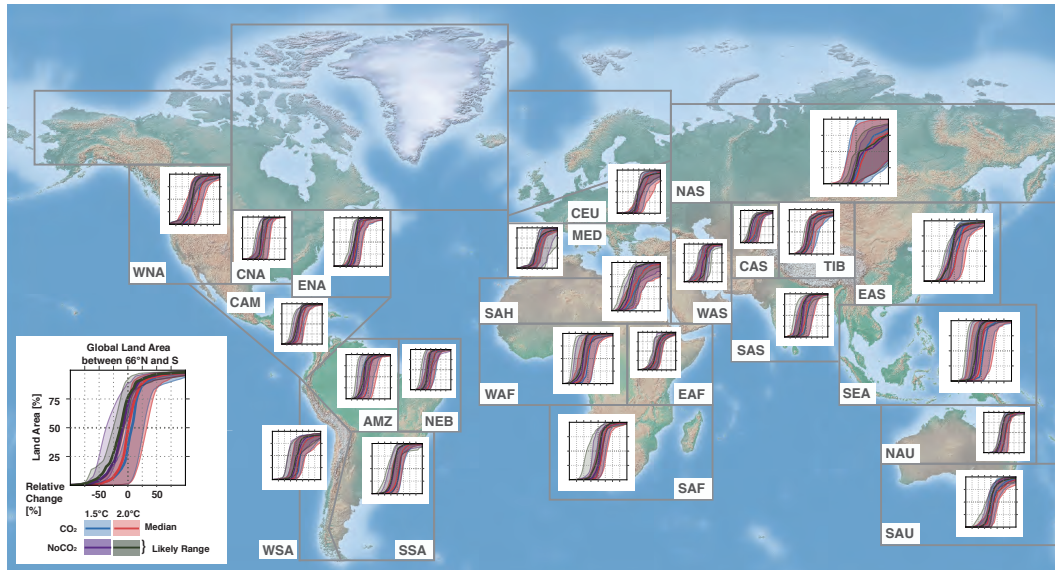 NAS
CEU
MED
WNA
CNA
ENA
CAS
TIB
EAS
CAM
SAH
WAS
SAS
WAF
EAF
SEA
AMZ
NEB
NAU
SAF
SAU
WSA
SSA
Global Land Area
between 66°N and S
Land Area [%]
75
50
25
Relative
Change
[%]
-50
0
50
1.5°C
2.0°C
CO₂
Median
NoCO₂
} Likely Range